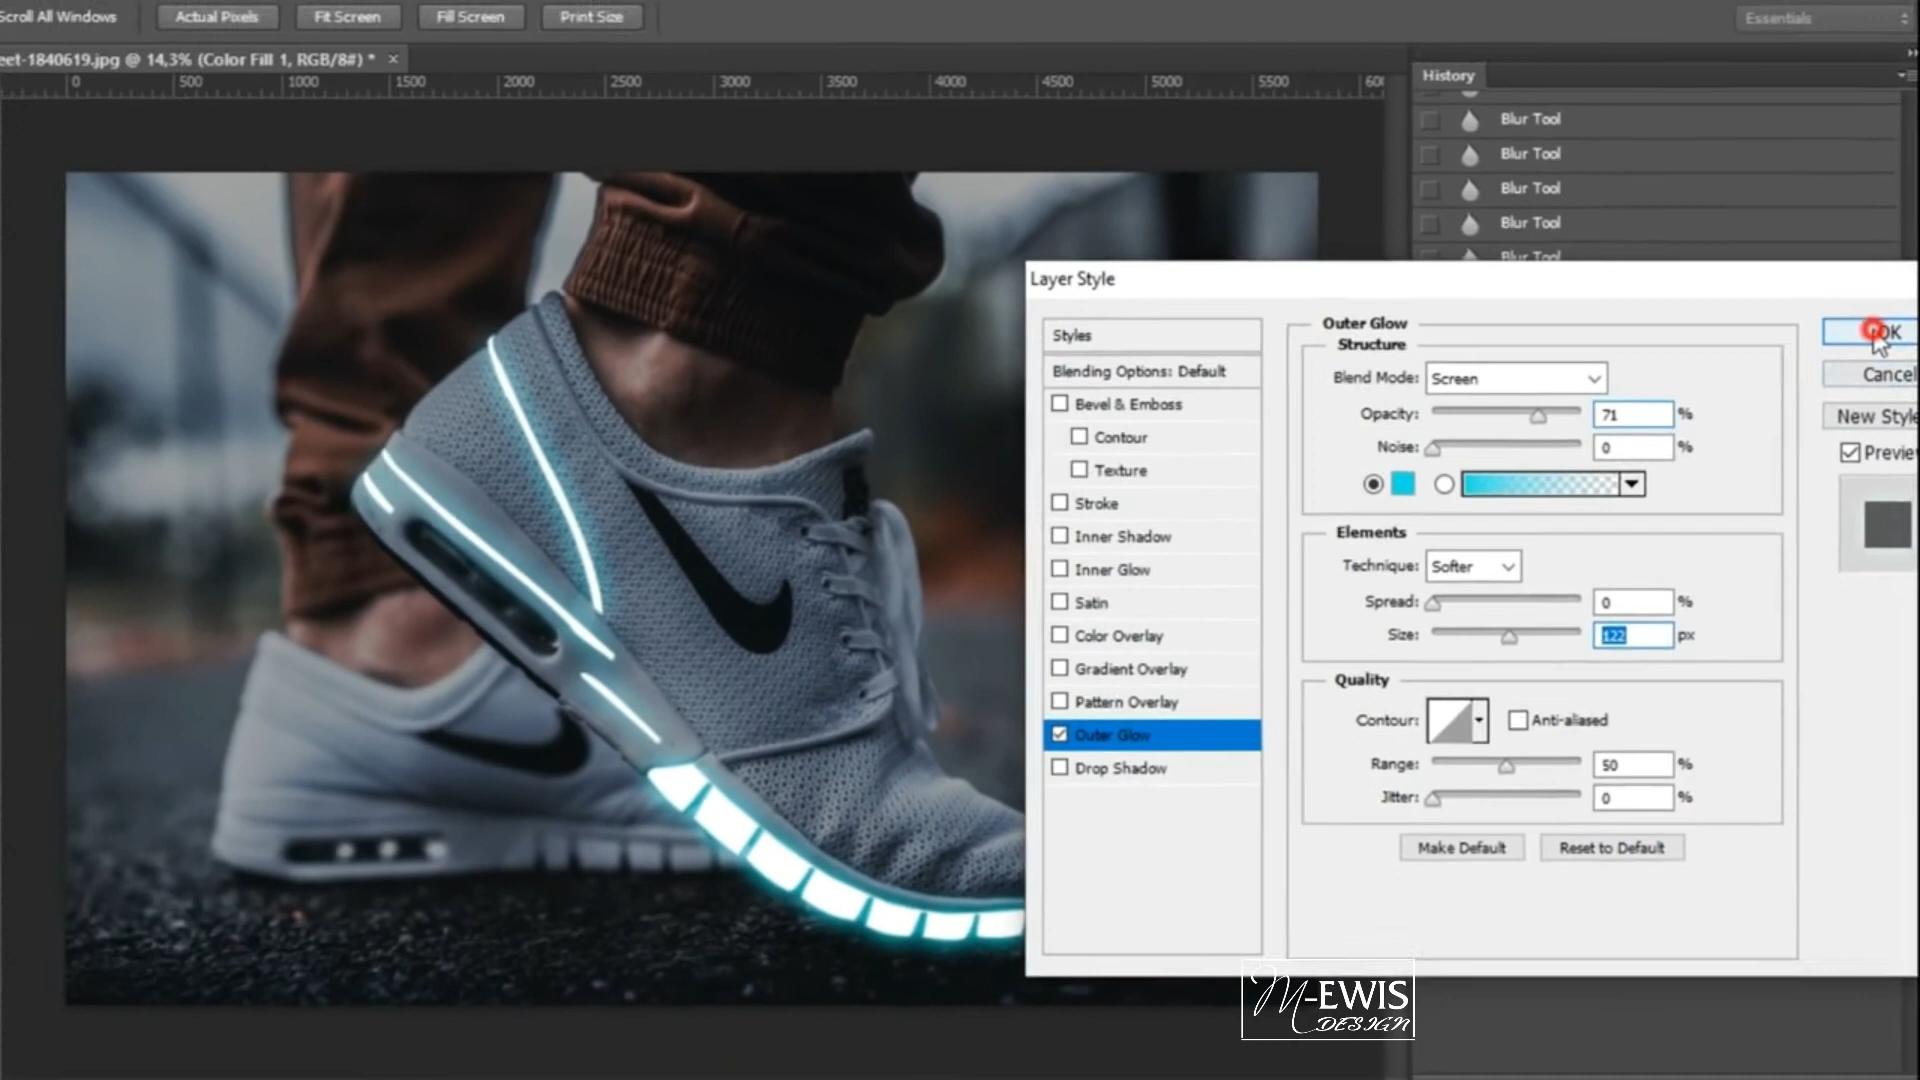 Scroll All Windows
Actual Pixels
Fit Screen
Fill Screen
Print Size
Essentials
eet-1840619.jpg @ 14,3% (Color Fill 1, RGB/8#) * ×
0 500 1000 1500 2000 2500 3000 3500 4000 4500 5000 5500 600
History
Blur Tool
Blur Tool
Blur Tool
Blur Tool
Blur Tool
Layer Style
Styles
Blending Options: Default
Bevel & Emboss
Contour
Texture
Stroke
Inner Shadow
Inner Glow
Satin
Color Overlay
Gradient Overlay
Pattern Overlay
Outer Glow
Drop Shadow
Outer Glow
Structure
Blend Mode: Screen
Opacity: 71 %
Noise: 0 %
Elements
Technique: Softer
Spread: 0 %
Size: 122 px
Quality
Contour: Anti-aliased
Range: 50 %
Jitter: 0 %
Make Default
Reset to Default
OK
Cancel
New Style
Preview
M-EWIS
DESIGN